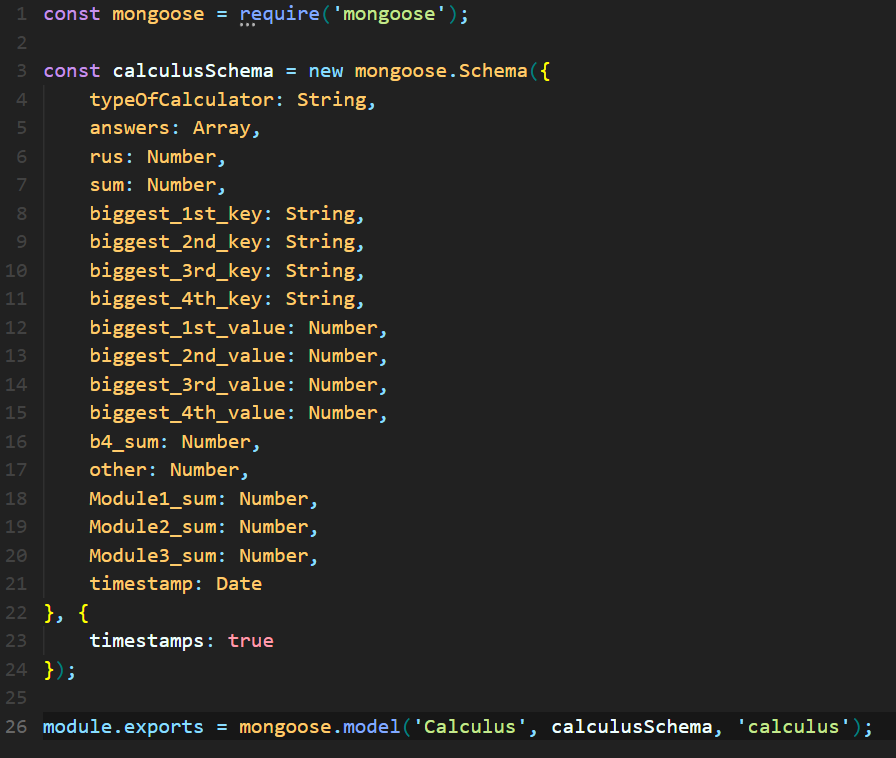 1 const mongoose = require('mongoose');
2
3 const calculusSchema = new mongoose.Schema({
4     typeOfCalculator: String,
5     answers: Array,
6     rus: Number,
7     sum: Number,
8     biggest_1st_key: String,
9     biggest_2nd_key: String,
10     biggest_3rd_key: String,
11     biggest_4th_key: String,
12     biggest_1st_value: Number,
13     biggest_2nd_value: Number,
14     biggest_3rd_value: Number,
15     biggest_4th_value: Number,
16     b4_sum: Number,
17     other: Number,
18     Module1_sum: Number,
19     Module2_sum: Number,
20     Module3_sum: Number,
21     timestamp: Date
22 }, {
23     timestamps: true
24 });
25
26 module.exports = mongoose.model('Calculus', calculusSchema, 'calculus');